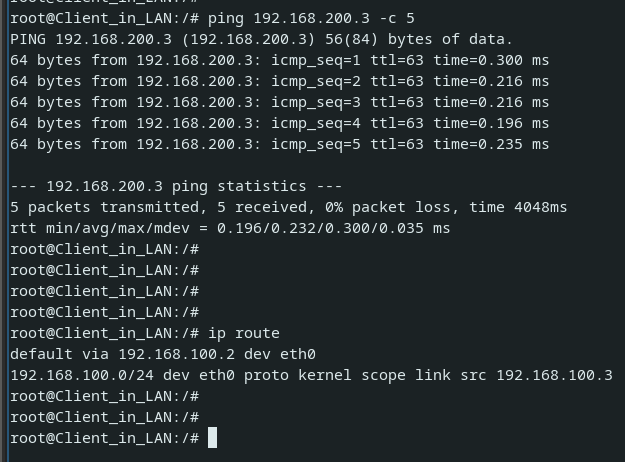 root@Client_in_LAN:/# ping 192.168.200.3 -c 5
PING 192.168.200.3 (192.168.200.3) 56(84) bytes of data.
64 bytes from 192.168.200.3: icmp_seq=1 ttl=63 time=0.300 ms
64 bytes from 192.168.200.3: icmp_seq=2 ttl=63 time=0.216 ms
64 bytes from 192.168.200.3: icmp_seq=3 ttl=63 time=0.216 ms
64 bytes from 192.168.200.3: icmp_seq=4 ttl=63 time=0.196 ms
64 bytes from 192.168.200.3: icmp_seq=5 ttl=63 time=0.235 ms

--- 192.168.200.3 ping statistics ---
5 packets transmitted, 5 received, 0% packet loss, time 4048ms
rtt min/avg/max/mdev = 0.196/0.232/0.300/0.035 ms
root@Client_in_LAN:/#
root@Client_in_LAN:/#
root@Client_in_LAN:/#
root@Client_in_LAN:/#
root@Client_in_LAN:/# ip route
default via 192.168.100.2 dev eth0
192.168.100.0/24 dev eth0 proto kernel scope link src 192.168.100.3
root@Client_in_LAN:/#
root@Client_in_LAN:/#
root@Client_in_LAN:/#